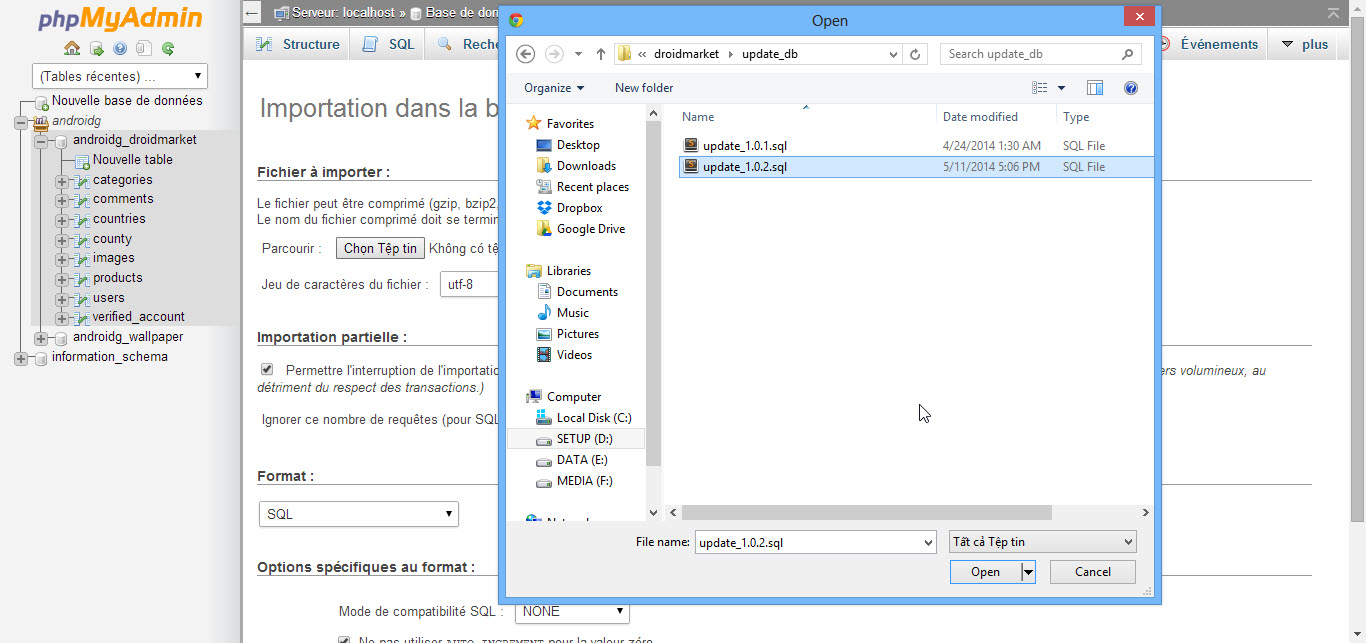 phpMyAdmin
(Tables récentes) ...
Nouvelle base de données
androidg
androidg_droidmarket
Nouvelle table
categories
comments
countries
county
images
products
users
verified_account
androidg_wallpaper
information_schema
Serveur: localhost » Base de don
Structure
SQL
Reche
Événements
plus
Importation dans la b
Fichier à importer :
Le fichier peut être comprimé (gzip, bzip2,
Le nom du fichier comprimé doit se termin
Parcourir :
Chọn Tệp tin
Không có tệ
Jeu de caractères du fichier :
utf-8
Importation partielle :
Permettre l'interruption de l'importatio
ers volumineux, au
détriment du respect des transactions.)
Ignorer ce nombre de requêtes (pour SQL
Format :
SQL
Options spécifiques au format :
Mode de compatibilité SQL :
NONE
Ne pas utiliser AUTO_INCREMENT pour la valeur zéro
Open
droidmarket
update_db
Search update_db
Organize
New folder
Favorites
Desktop
Downloads
Recent places
Dropbox
Google Drive
Libraries
Documents
Music
Pictures
Videos
Computer
Local Disk (C:)
SETUP (D:)
DATA (E:)
MEDIA (F:)
Name
Date modified
Type
update_1.0.1.sql
4/24/2014 1:30 AM
SQL File
update_1.0.2.sql
5/11/2014 5:06 PM
SQL File
File name:
update_1.0.2.sql
Tất cả Tệp tin
Open
Cancel